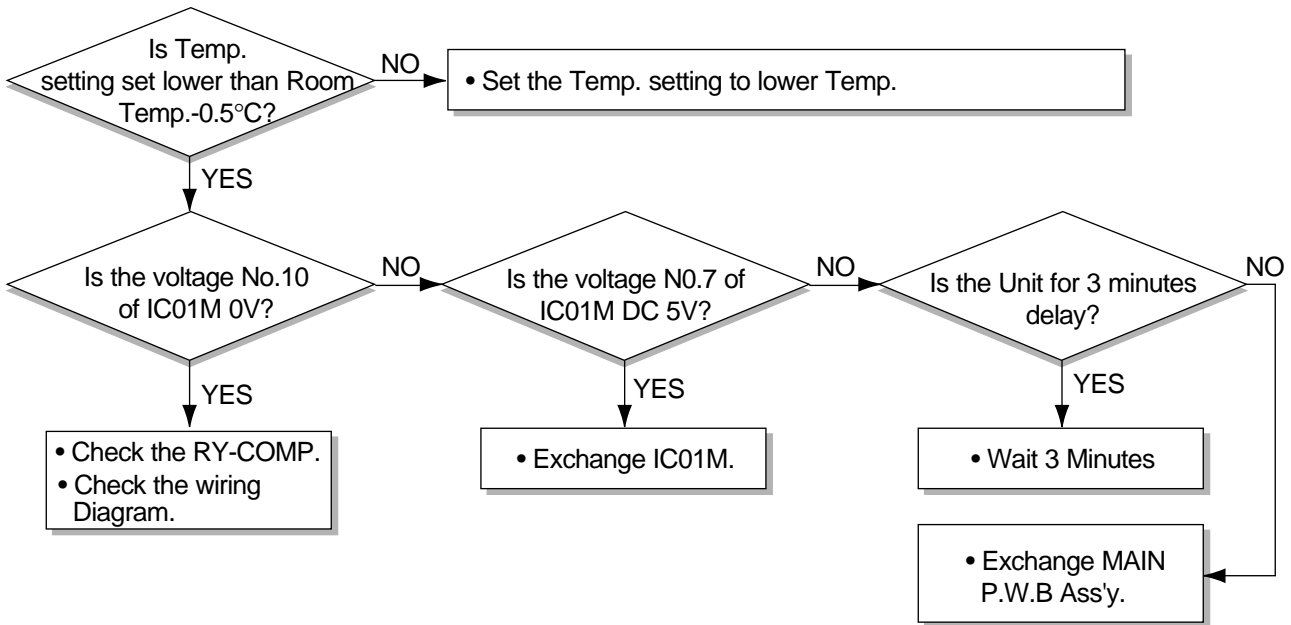 Is Temp.
setting set lower than Room
Temp.-0.5°C?
NO
• Set the Temp. setting to lower Temp.
YES
Is the voltage No.10
of IC01M 0V?
NO
Is the voltage N0.7 of
IC01M DC 5V?
NO
Is the Unit for 3 minutes
delay?
NO
YES
• Check the RY-COMP.
• Check the wiring
Diagram.
YES
• Exchange IC01M.
YES
• Wait 3 Minutes
• Exchange MAIN
P.W.B Ass'y.